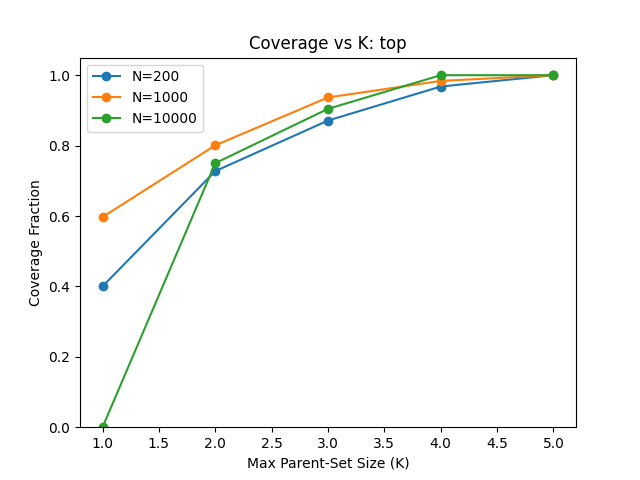 Coverage vs K: top
N=200
N=1000
N=10000
Coverage Fraction
1.0
0.8
0.6
0.4
0.2
0.0
1.0 1.5 2.0 2.5 3.0 3.5 4.0 4.5 5.0
Max Parent-Set Size (K)